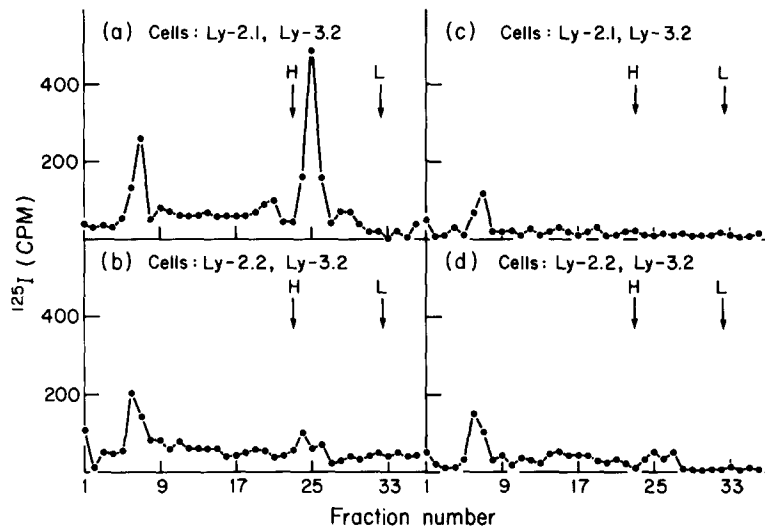 (a) Cells: Ly-2.1, Ly-3.2
H
L
400
200
(c) Cells: Ly-2.1, Ly-3.2
H
L
(b) Cells: Ly-2.2, Ly-3.2
H
L
400
200
1 9 17 25 33
(d) Cells: Ly-2.2, Ly-3.2
H
L
1 9 17 25 33
125I (CPM)
Fraction number